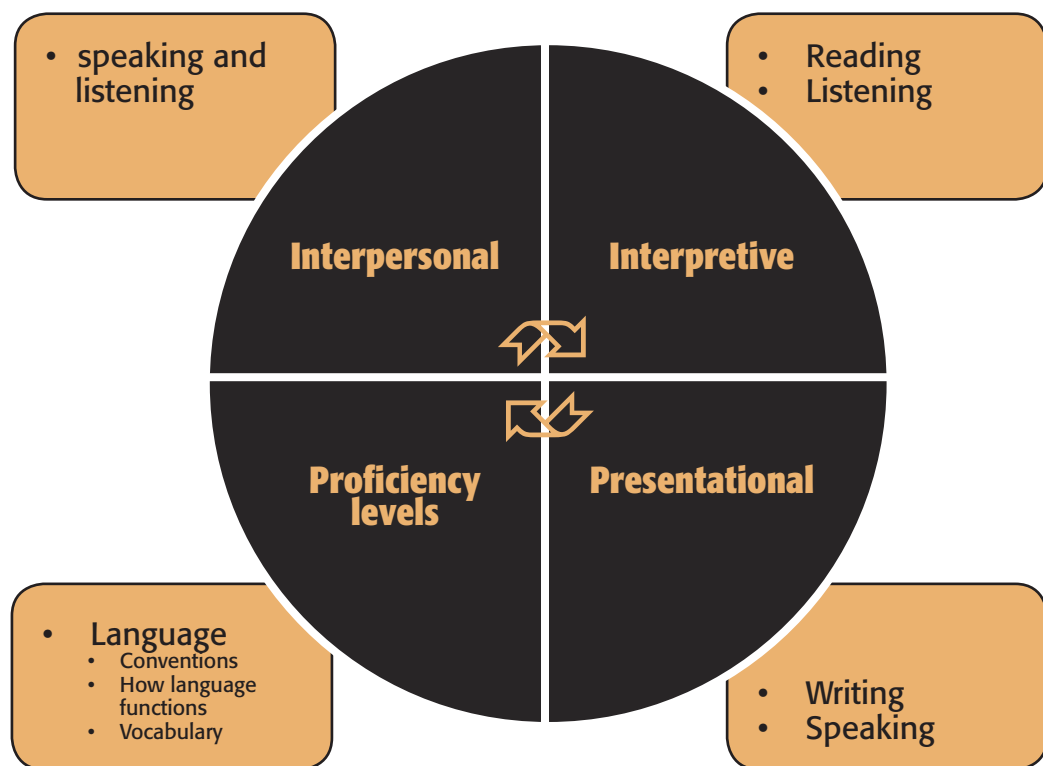 • speaking and
listening
• Reading
• Listening
Interpersonal
Interpretive
Proficiency
levels
Presentational
• Language
• Conventions
• How language
functions
• Vocabulary
• Writing
• Speaking